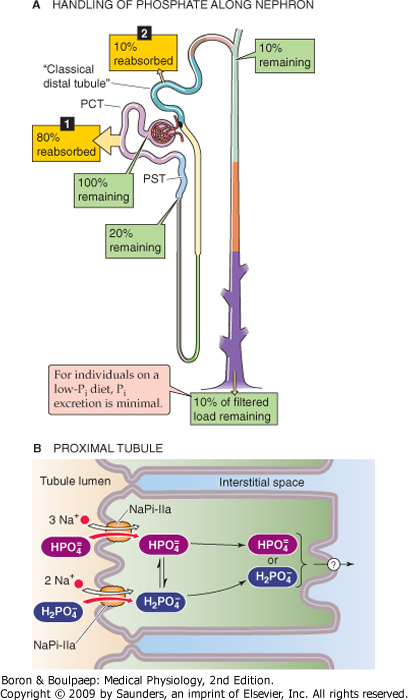 A HANDLING OF PHOSPHATE ALONG NEPHRON
2
10%
reabsorbed
10%
remaining
“Classical
distal tubule”
PCT
1
80%
reabsorbed
100%
remaining
PST
20%
remaining
For individuals on a
low-Pi diet, Pi
excretion is minimal.
10% of filtered
load remaining
B PROXIMAL TUBULE
Tubule lumen
Interstitial space
NaPi-IIa
3 Na+
HPO4=
HPO4=
HPO4=
or
2 Na+
H2PO4–
H2PO4–
H2PO4–
?
NaPi-IIa
Boron & Boulpaep: Medical Physiology, 2nd Edition.
Copyright © 2009 by Saunders, an imprint of Elsevier, Inc. All rights reserved.